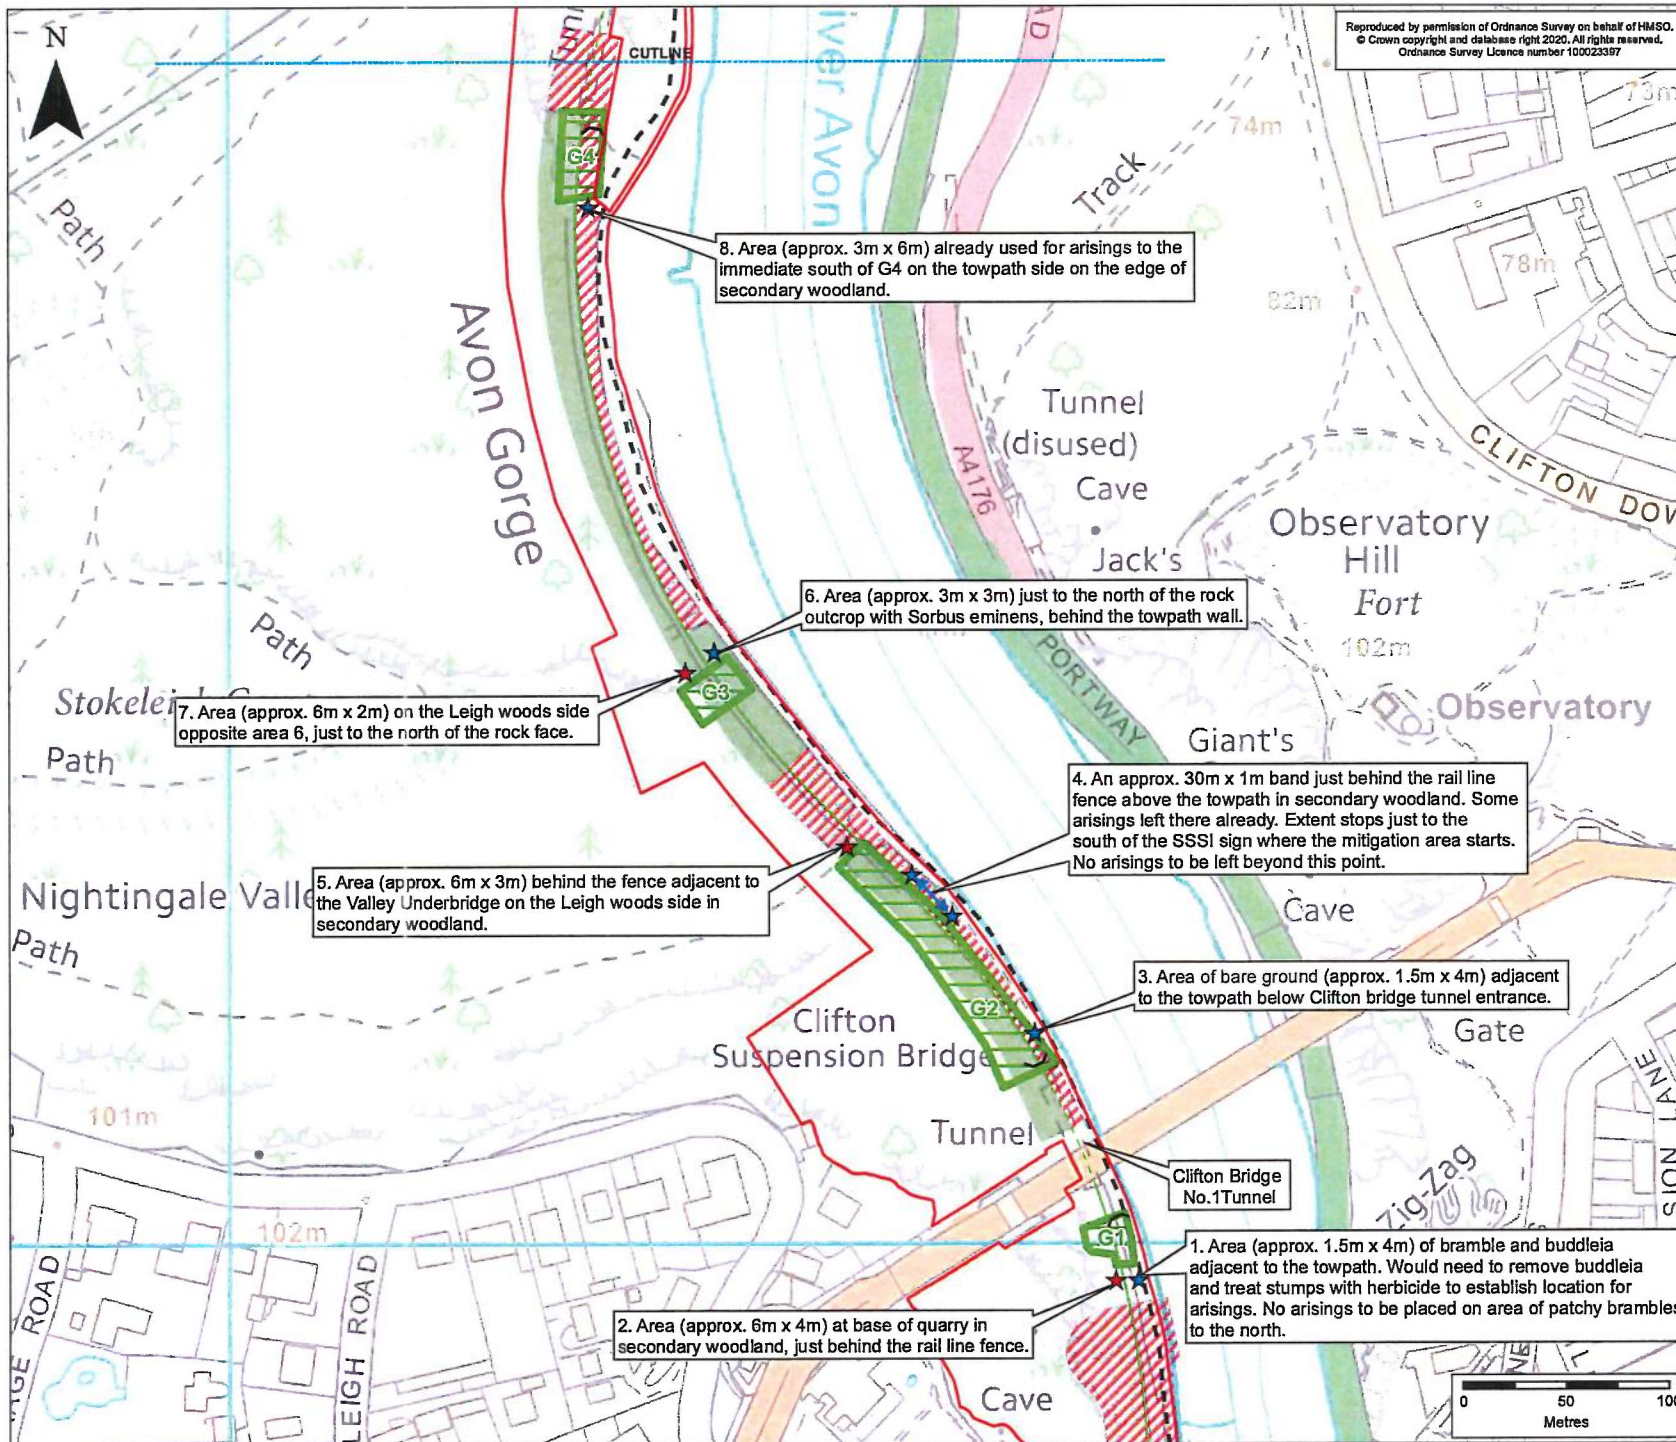 Reproduced by permission of Ordnance Survey on behalf of HMSO.
© Crown copyright and database right 2020. All rights reserved.
Ordnance Survey Licence number 100023397
N
CUTLINE
iver Avon
AD
73m
74m
Track
G4
Path
78m
82m
8. Area (approx. 3m x 6m) already used for arisings to the
immediate south of G4 on the towpath side on the edge of
secondary woodland.
Avon Gorge
Tunnel
(disused)
Cave
A4176
CLIFTON DOW
Jack's
Observatory
Hill
Fort
102m
6. Area (approx. 3m x 3m) just to the north of the rock
outcrop with Sorbus eminens, behind the towpath wall.
Path
PORTWAY
Stokelei
G3
7. Area (approx. 6m x 2m) on the Leigh woods side
opposite area 6, just to the north of the rock face.
Observatory
Path
Giant's
4. An approx. 30m x 1m band just behind the rail line
fence above the towpath in secondary woodland. Some
arisings left there already. Extent stops just to the
south of the SSSI sign where the mitigation area starts.
No arisings to be left beyond this point.
5. Area (approx. 6m x 3m) behind the fence adjacent to
the Valley Underbridge on the Leigh woods side in
secondary woodland.
Nightingale Valle
Cave
Path
3. Area of bare ground (approx. 1.5m x 4m) adjacent
to the towpath below Clifton bridge tunnel entrance.
G2
Clifton
Suspension Bridge
Gate
101m
Tunnel
Clifton Bridge
No.1Tunnel
Zig-Zag
SION LANE
102m
G1
1. Area (approx. 1.5m x 4m) of bramble and buddleia
adjacent to the towpath. Would need to remove buddleia
and treat stumps with herbicide to establish location for
arisings. No arisings to be placed on area of patchy brambles
to the north.
2. Area (approx. 6m x 4m) at base of quarry in
secondary woodland, just behind the rail line fence.
AGE ROAD
LEIGH ROAD
Cave
0 50 100
Metres